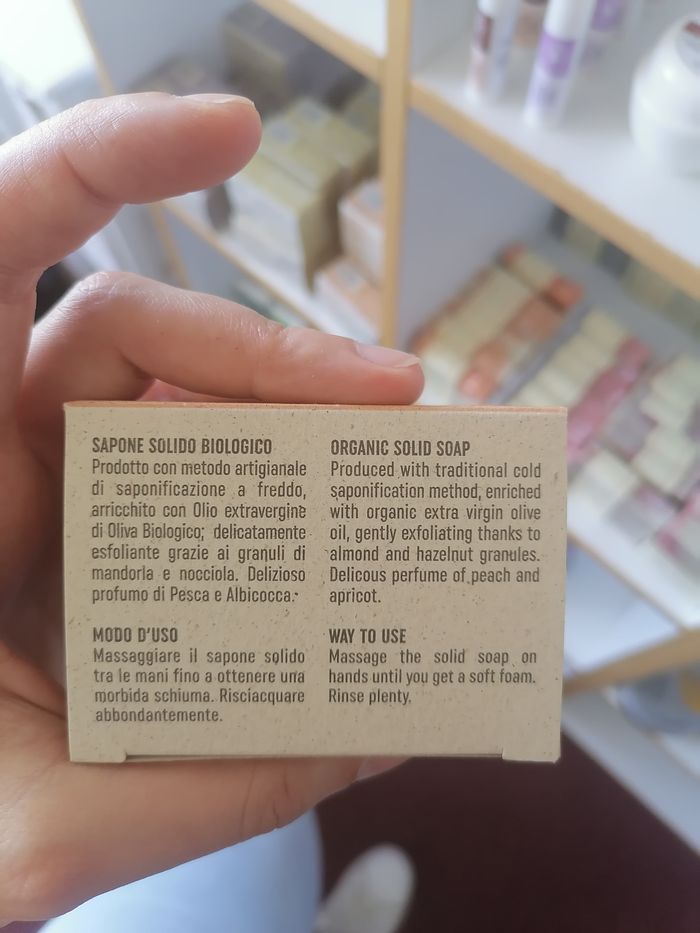 SAPONE SOLIDO BIOLOGICO
Prodotto con metodo artigianale
di saponificazione a freddo,
arricchito con Olio extravergine
di Oliva Biologico; delicatamente
esfoliante grazie ai granuli di
mandorla e nocciola. Delizioso
profumo di Pesca e Albicocca.
MODO D'USO
Massaggiare il sapone solido
tra le mani fino a ottenere una
morbida schiuma. Risciacquare
abbondantemente.
ORGANIC SOLID SOAP
Produced with traditional cold
saponification method, enriched
with organic extra virgin olive
oil, gently exfoliating thanks to
almond and hazelnut granules.
Delicous perfume of peach and
apricot.
WAY TO USE
Massage the solid soap on
hands until you get a soft foam.
Rinse plenty.